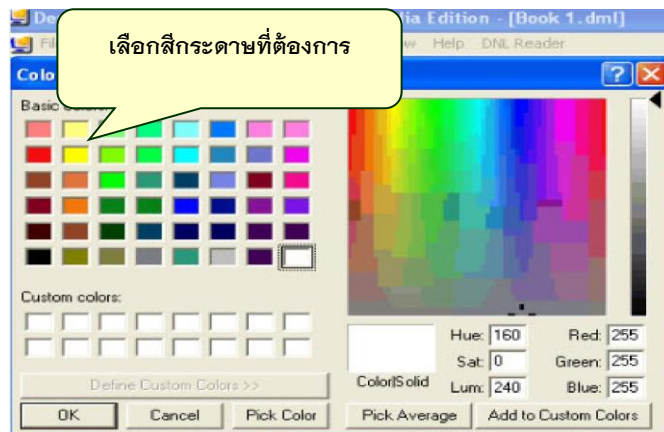 De
lia Edition - [Book 1.dml]
Fil
w Help DNL Reader
เลือกสีกระดาษที่ต้องการ
Colo
Basic
Custom colors:
Define Custom Colors >>
OK Cancel Pick Color
Color|Solid
Hue: 160 Red: 255
Sat: 0 Green: 255
Lum: 240 Blue: 255
Pick Average Add to Custom Colors